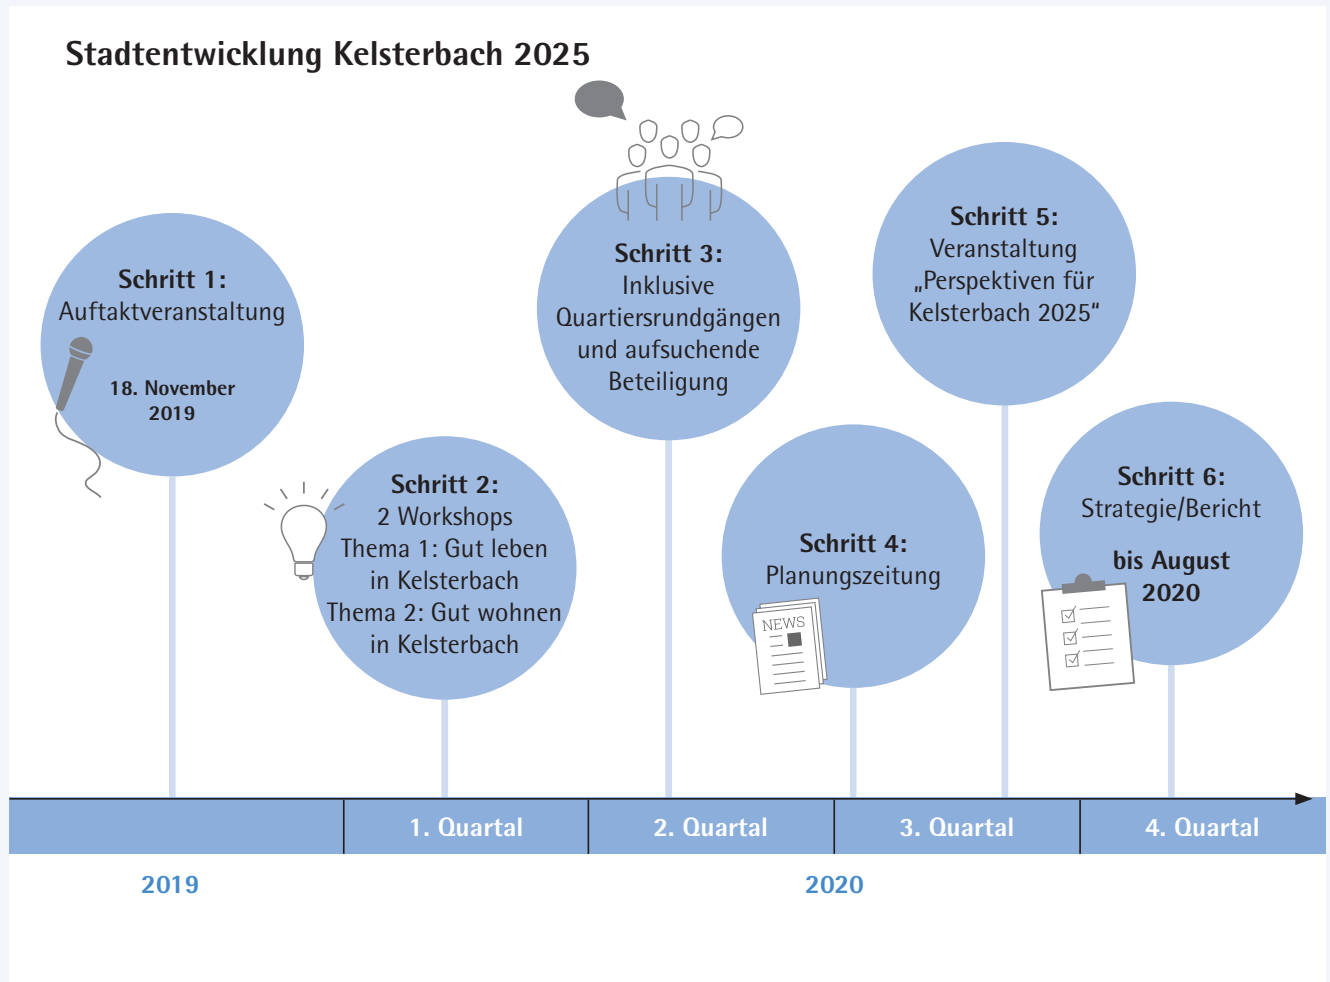 Stadtentwicklung Kelsterbach 2025
Schritt 1:
Auftaktveranstaltung
18. November
2019
Schritt 2:
2 Workshops
Thema 1: Gut leben
in Kelsterbach
Thema 2: Gut wohnen
in Kelsterbach
Schritt 3:
Inklusive
Quartiersrundgängen
und aufsuchende
Beteiligung
Schritt 4:
Planungszeitung
NEWS
Schritt 5:
Veranstaltung
„Perspektiven für
Kelsterbach 2025“
Schritt 6:
Strategie/Bericht
bis August
2020
1. Quartal
2. Quartal
3. Quartal
4. Quartal
2019
2020